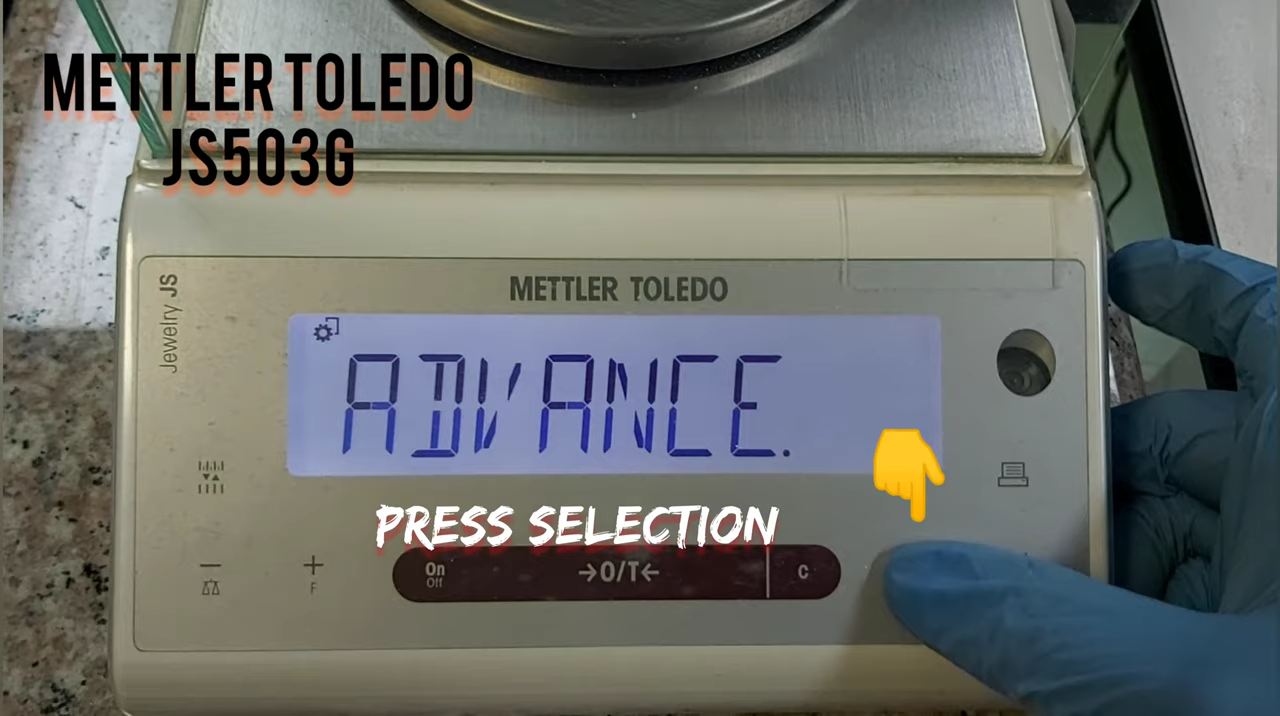 METTLER TOLEDO
JS503G
Jewelry JS
METTLER TOLEDO
ADVANCE.
PRESS SELECTION
On
Off
→0/T←
C
F